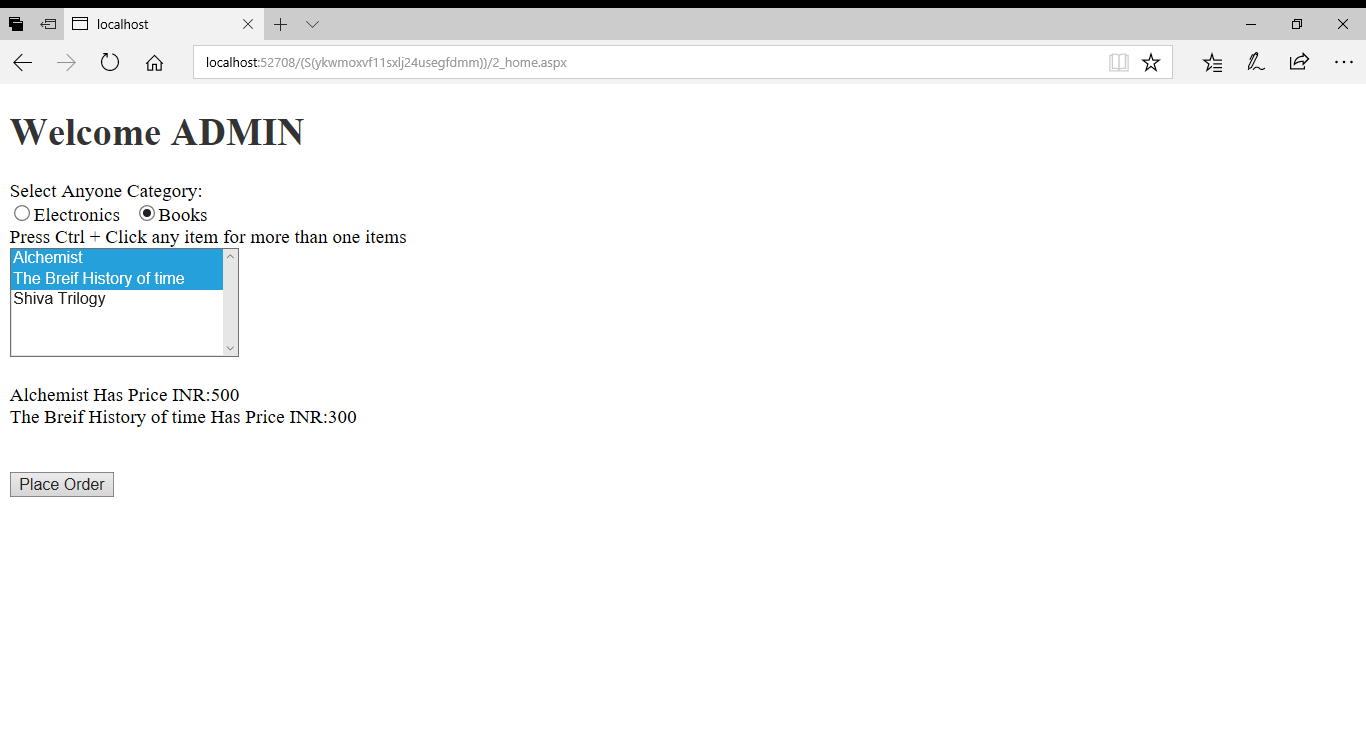 localhost
localhost:52708/(S(ykwmoxvf11sxlj24usegfdmm))/2_home.aspx
Welcome ADMIN
Select Anyone Category:
Electronics Books
Press Ctrl + Click any item for more than one items
Alchemist
The Breif History of time
Shiva Trilogy
Alchemist Has Price INR:500
The Breif History of time Has Price INR:300
Place Order